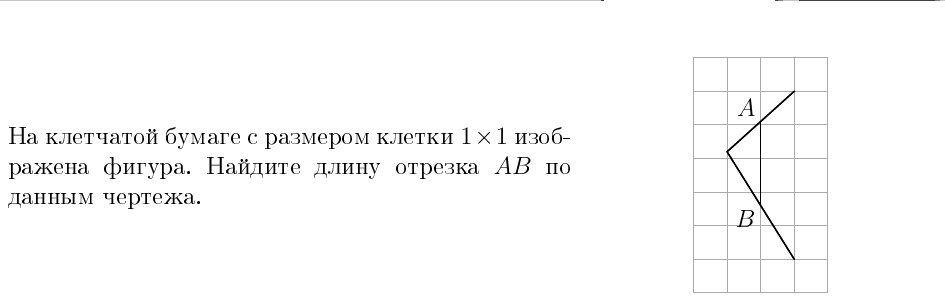 На клетчатой бумаге с размером клетки 1×1 изоб-
ражена фигура. Найдите длину отрезка AB по
данным чертежа.
A
B